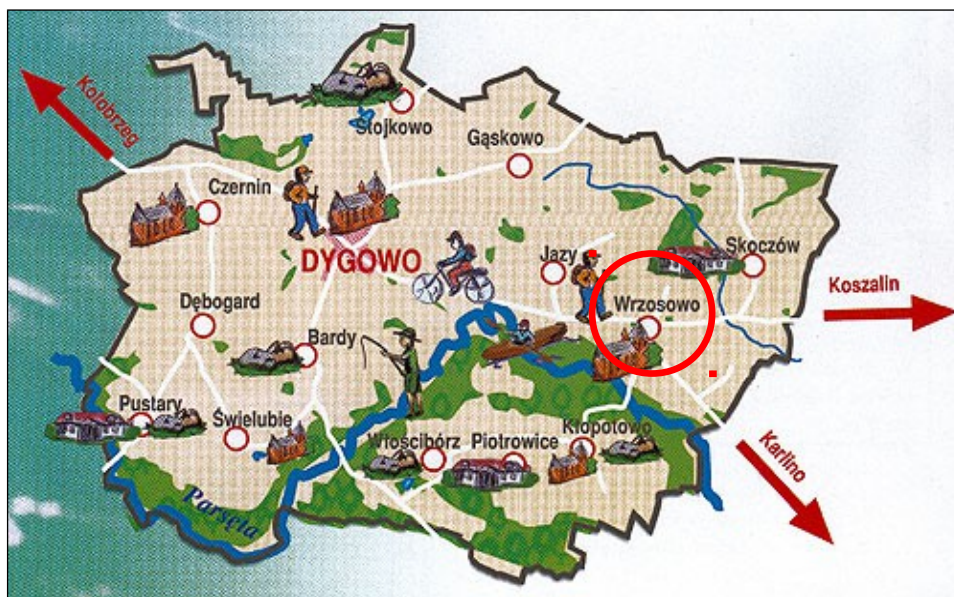 Kołobrzeg
Stojkowo
Gąskowo
Czernin
DYGOWO
Jazy
Skoczów
Wrzosowo
Koszalin
Dębogard
Bardy
Pustary
Świelubie
Włościbórz
Piotrowice
Kłopotowo
Karlino
Parsęta